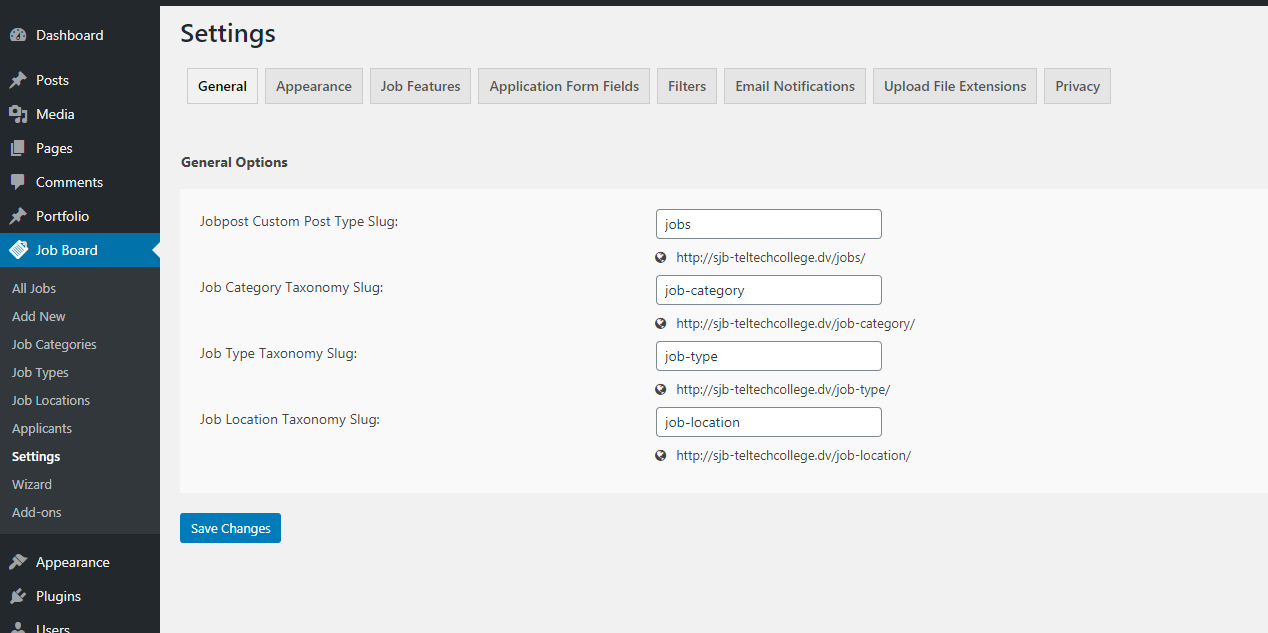 Dashboard
Posts
Media
Pages
Comments
Portfolio
Job Board
All Jobs
Add New
Job Categories
Job Types
Job Locations
Applicants
Settings
Wizard
Add-ons
Appearance
Plugins
Users
Settings
General Appearance Job Features Application Form Fields Filters Email Notifications Upload File Extensions Privacy
General Options
Jobpost Custom Post Type Slug: jobs
http://sjb-teltechcollege.dv/jobs/
Job Category Taxonomy Slug: job-category
http://sjb-teltechcollege.dv/job-category/
Job Type Taxonomy Slug: job-type
http://sjb-teltechcollege.dv/job-type/
Job Location Taxonomy Slug: job-location
http://sjb-teltechcollege.dv/job-location/
Save Changes